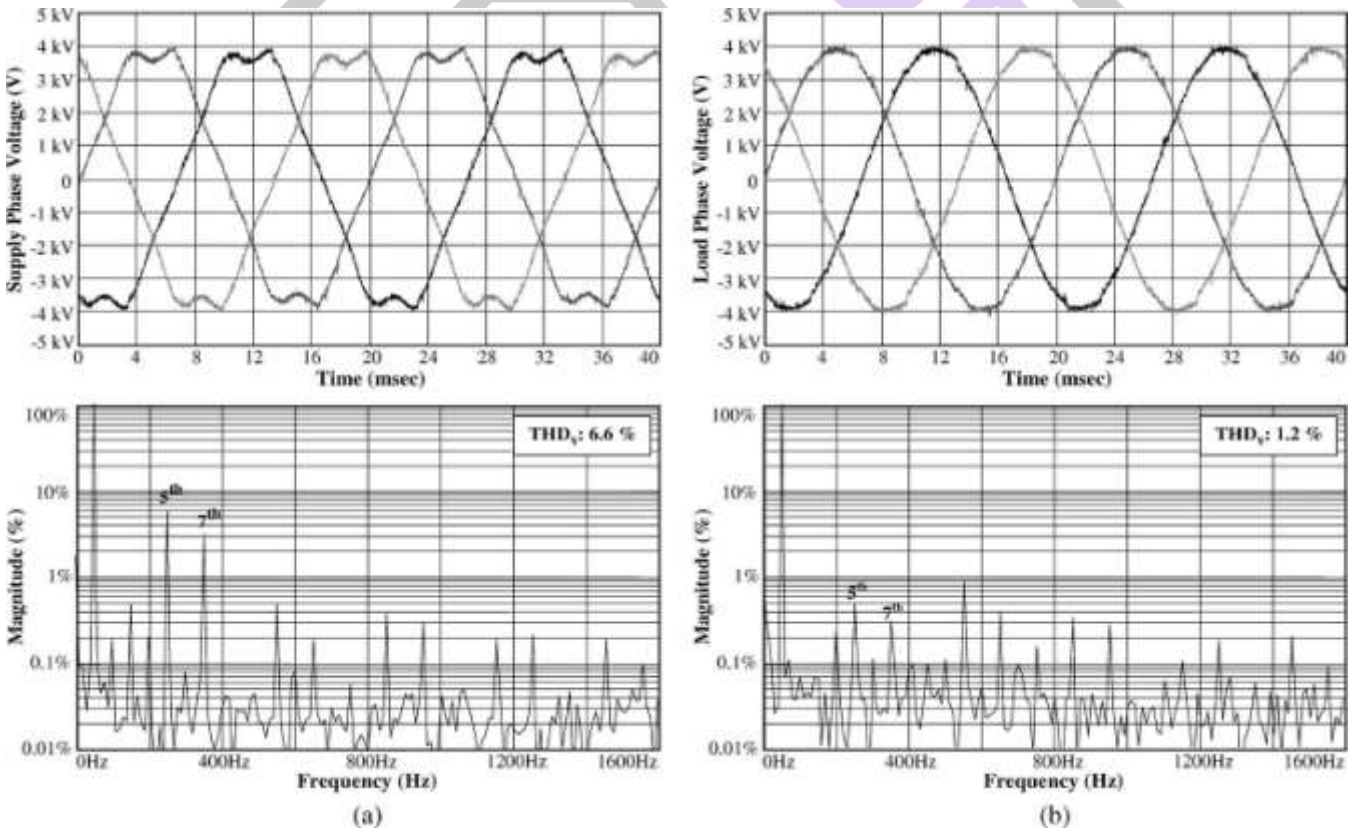 5 kV
4 kV
3 kV
2 kV
1 kV
0
-1 kV
-2 kV
-3 kV
-4 kV
-5 kV
Supply Phase Voltage (V)
0 4 8 12 16 20 24 28 32 36 40
Time (msec)
5 kV
4 kV
3 kV
2 kV
1 kV
0
-1 kV
-2 kV
-3 kV
-4 kV
-5 kV
Load Phase Voltage (V)
0 4 8 12 16 20 24 28 32 36 40
Time (msec)
100%
10%
1%
0.1%
0.01%
Magnitude (%)
THDv: 6.6 %
5th
7th
0Hz 400Hz 800Hz 1200Hz 1600Hz
Frequency (Hz)
(a)
100%
10%
1%
0.1%
0.01%
Magnitude (%)
THDv: 1.2 %
5th
7th
0Hz 400Hz 800Hz 1200Hz 1600Hz
Frequency (Hz)
(b)